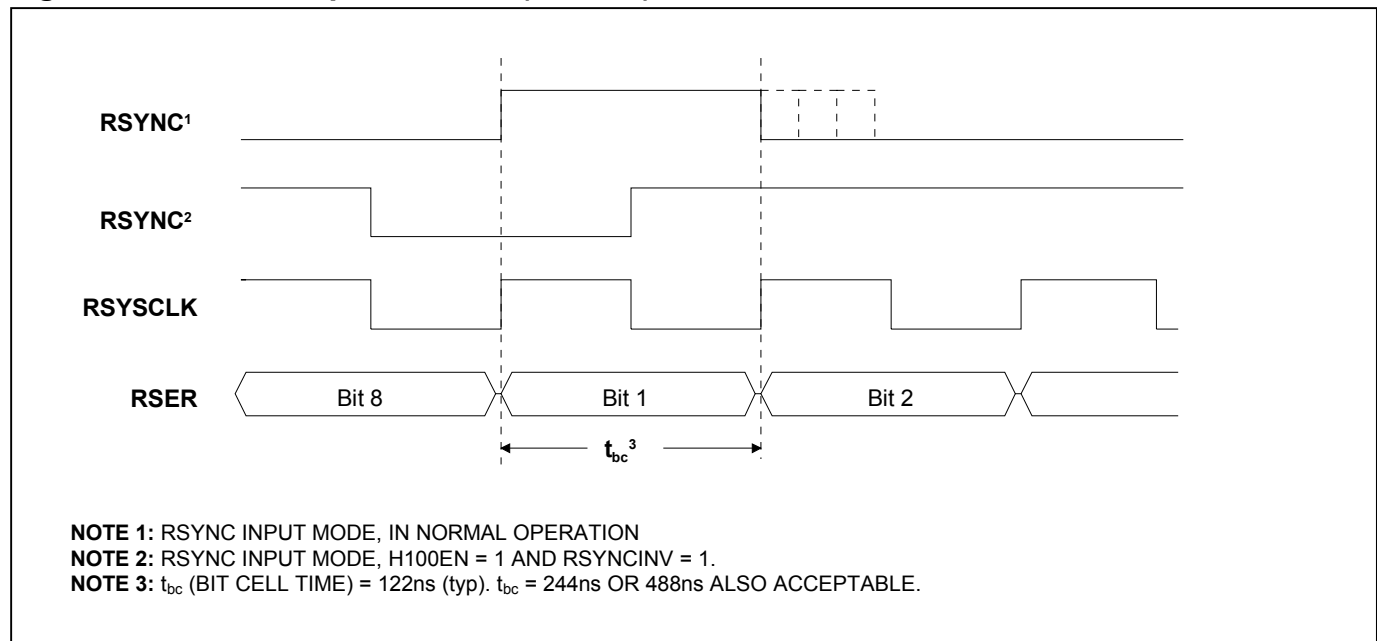 RSYNC¹
RSYNC²
RSYSCLK
RSER
Bit 8
Bit 1
Bit 2
tbc³
NOTE 1: RSYNC INPUT MODE, IN NORMAL OPERATION
NOTE 2: RSYNC INPUT MODE, H100EN = 1 AND RSYNCINV = 1.
NOTE 3: tbc (BIT CELL TIME) = 122ns (typ). tbc = 244ns OR 488ns ALSO ACCEPTABLE.